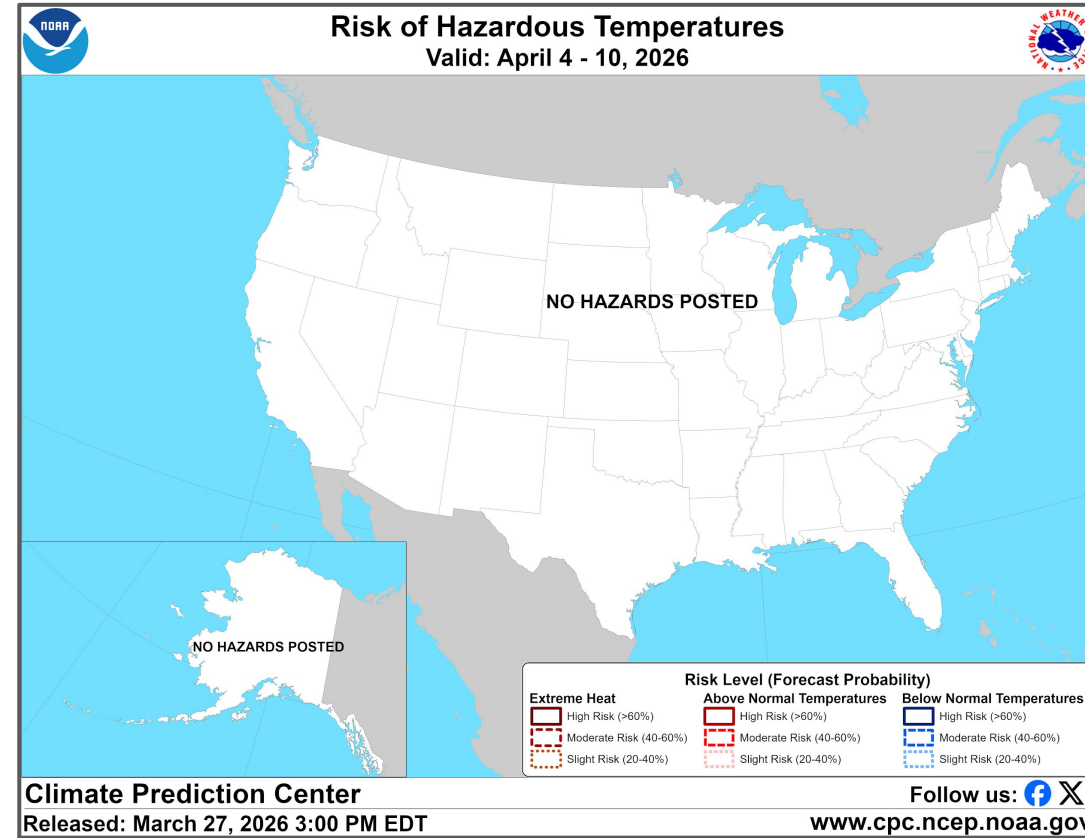 NOAA
Risk of Hazardous Temperatures
Valid: April 4 - 10, 2026
NATIONAL WEATHER SERVICE
NO HAZARDS POSTED
NO HAZARDS POSTED
Risk Level (Forecast Probability)
Extreme Heat
High Risk (>60%)
Moderate Risk (40-60%)
Slight Risk (20-40%)
Above Normal Temperatures
High Risk (>60%)
Moderate Risk (40-60%)
Slight Risk (20-40%)
Below Normal Temperatures
High Risk (>60%)
Moderate Risk (40-60%)
Slight Risk (20-40%)
Climate Prediction Center
Released: March 27, 2026 3:00 PM EDT
Follow us:
www.cpc.ncep.noaa.gov